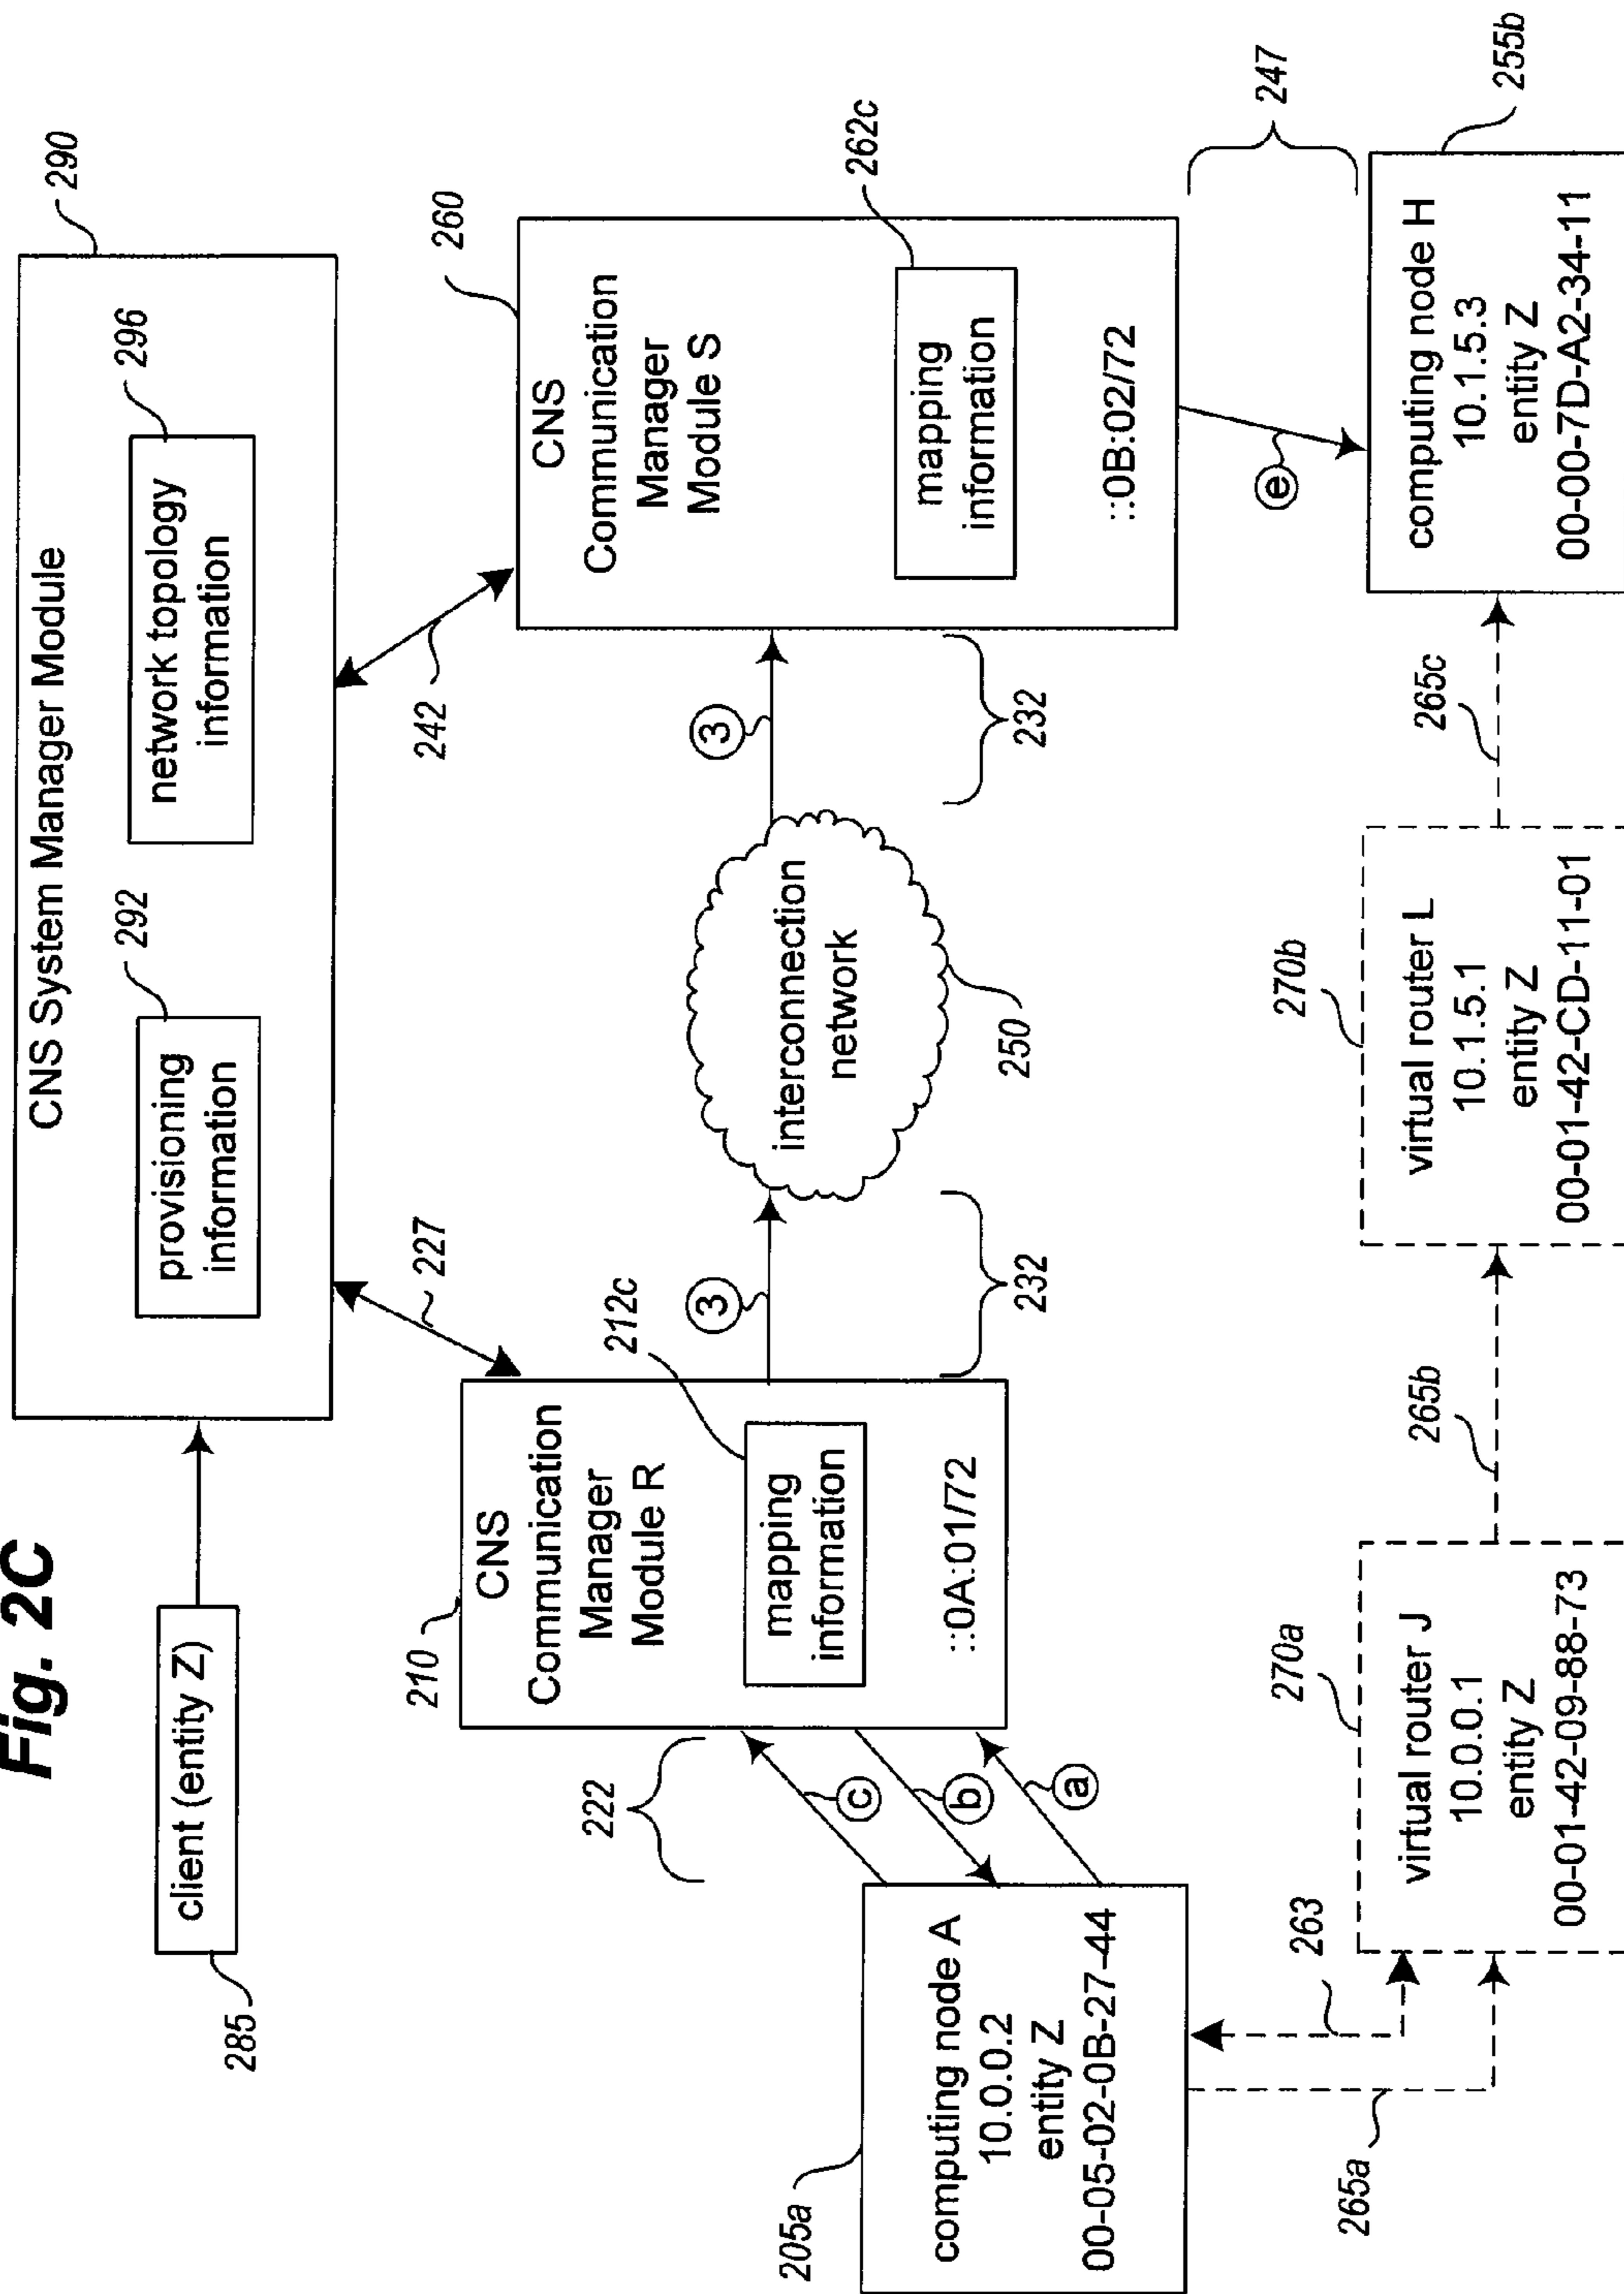 Fig. 2C
290
CNS System Manager Module
292
296
provisioning
information
network topology
information
client (entity Z)
285
227
242
210
260
CNS
Communication
Manager
Module R
212c
mapping
information
::0A:01/72
CNS
Communication
Manager
Module S
262c
mapping
information
::0B:02/72
3
3
232
232
interconnection
network
250
222
c
b
a
e
247
205a
computing node A
10.0.0.2
entity Z
00-05-02-0B-27-44
263
265a
270a
virtual router J
10.0.0.1
entity Z
00-01-42-09-88-73
265b
270b
virtual router L
10.1.5.1
entity Z
00-01-42-CD-11-01
265c
255b
computing node H
10.1.5.3
entity Z
00-00-7D-A2-34-11